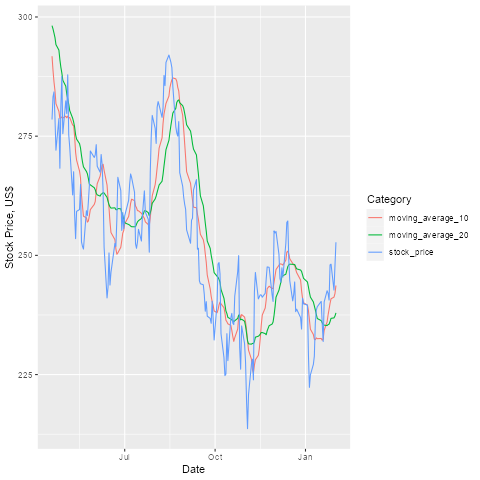 300
275
250
225
Stock Price, US$
Jul
Oct
Jan
Date
Category
moving_average_10
moving_average_20
stock_price